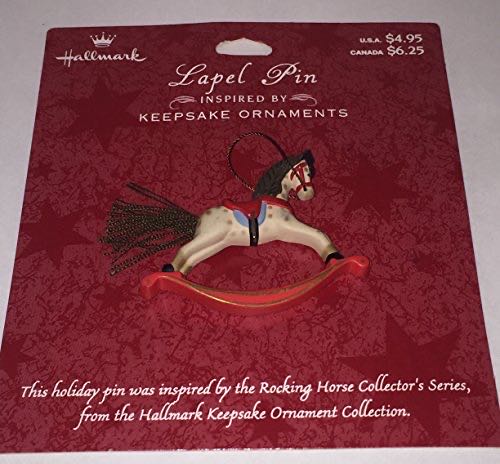 Hallmark
U.S.A. $4.95
CANADA $6.25
Lapel Pin
INSPIRED BY
KEEPSAKE ORNAMENTS
This holiday pin was inspired by the Rocking Horse Collector's Series,
from the Hallmark Keepsake Ornament Collection.